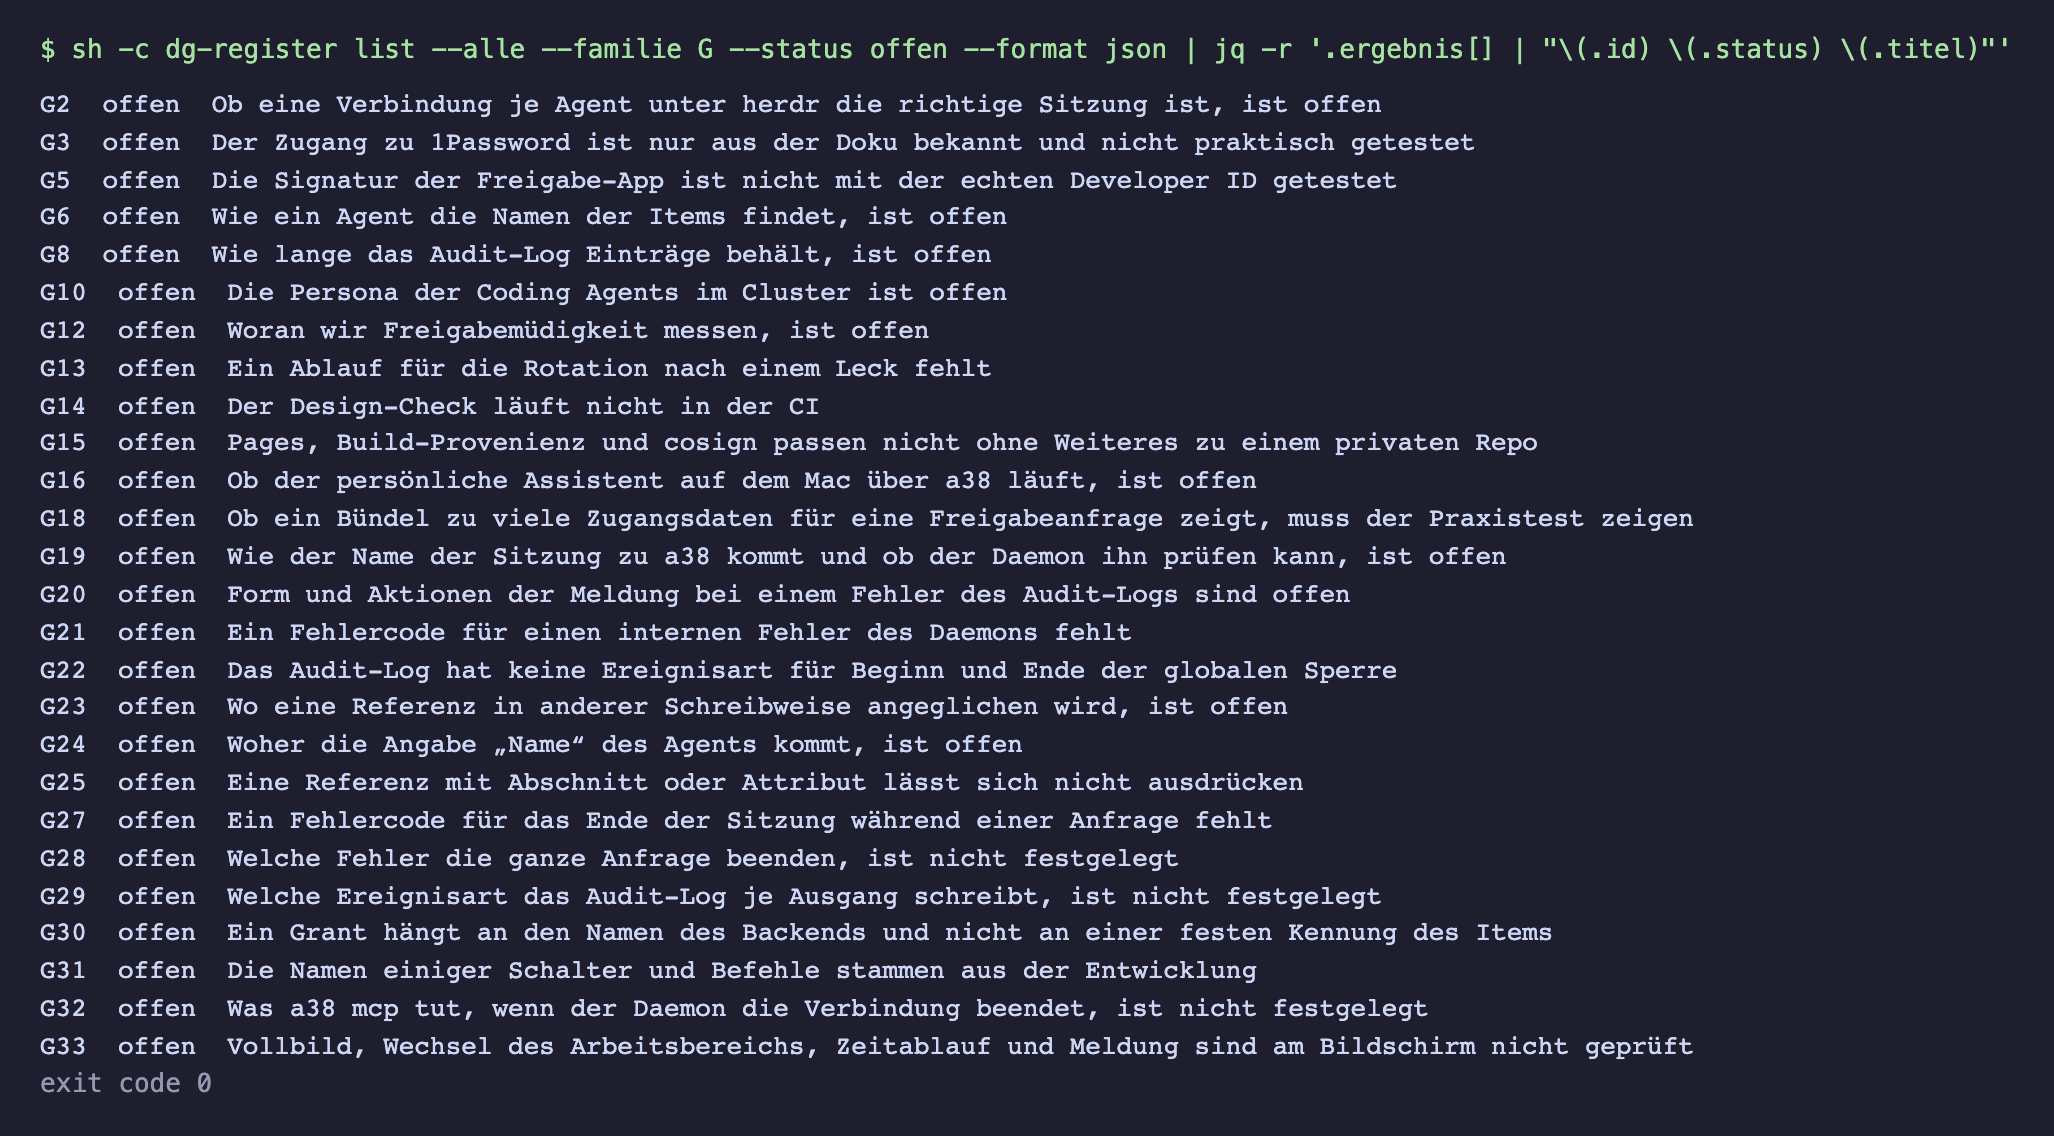 $ sh -c dg-register list --alle --familie G --status offen --format json | jq -r '.ergebnis[] | "\(.id) \(.status) \(.titel)"'
G2  offen  Ob eine Verbindung je Agent unter herdr die richtige Sitzung ist, ist offen
G3  offen  Der Zugang zu 1Password ist nur aus der Doku bekannt und nicht praktisch getestet
G5  offen  Die Signatur der Freigabe-App ist nicht mit der echten Developer ID getestet
G6  offen  Wie ein Agent die Namen der Items findet, ist offen
G8  offen  Wie lange das Audit-Log Einträge behält, ist offen
G10  offen  Die Persona der Coding Agents im Cluster ist offen
G12  offen  Woran wir Freigabemüdigkeit messen, ist offen
G13  offen  Ein Ablauf für die Rotation nach einem Leck fehlt
G14  offen  Der Design-Check läuft nicht in der CI
G15  offen  Pages, Build-Provenienz und cosign passen nicht ohne Weiteres zu einem privaten Repo
G16  offen  Ob der persönliche Assistent auf dem Mac über a38 läuft, ist offen
G18  offen  Ob ein Bündel zu viele Zugangsdaten für eine Freigabeanfrage zeigt, muss der Praxistest zeigen
G19  offen  Wie der Name der Sitzung zu a38 kommt und ob der Daemon ihn prüfen kann, ist offen
G20  offen  Form und Aktionen der Meldung bei einem Fehler des Audit-Logs sind offen
G21  offen  Ein Fehlercode für einen internen Fehler des Daemons fehlt
G22  offen  Das Audit-Log hat keine Ereignisart für Beginn und Ende der globalen Sperre
G23  offen  Wo eine Referenz in anderer Schreibweise angeglichen wird, ist offen
G24  offen  Woher die Angabe „Name“ des Agents kommt, ist offen
G25  offen  Eine Referenz mit Abschnitt oder Attribut lässt sich nicht ausdrücken
G27  offen  Ein Fehlercode für das Ende der Sitzung während einer Anfrage fehlt
G28  offen  Welche Fehler die ganze Anfrage beenden, ist nicht festgelegt
G29  offen  Welche Ereignisart das Audit-Log je Ausgang schreibt, ist nicht festgelegt
G30  offen  Ein Grant hängt an den Namen des Backends und nicht an einer festen Kennung des Items
G31  offen  Die Namen einiger Schalter und Befehle stammen aus der Entwicklung
G32  offen  Was a38 mcp tut, wenn der Daemon die Verbindung beendet, ist nicht festgelegt
G33  offen  Vollbild, Wechsel des Arbeitsbereichs, Zeitablauf und Meldung sind am Bildschirm nicht geprüft
exit code 0